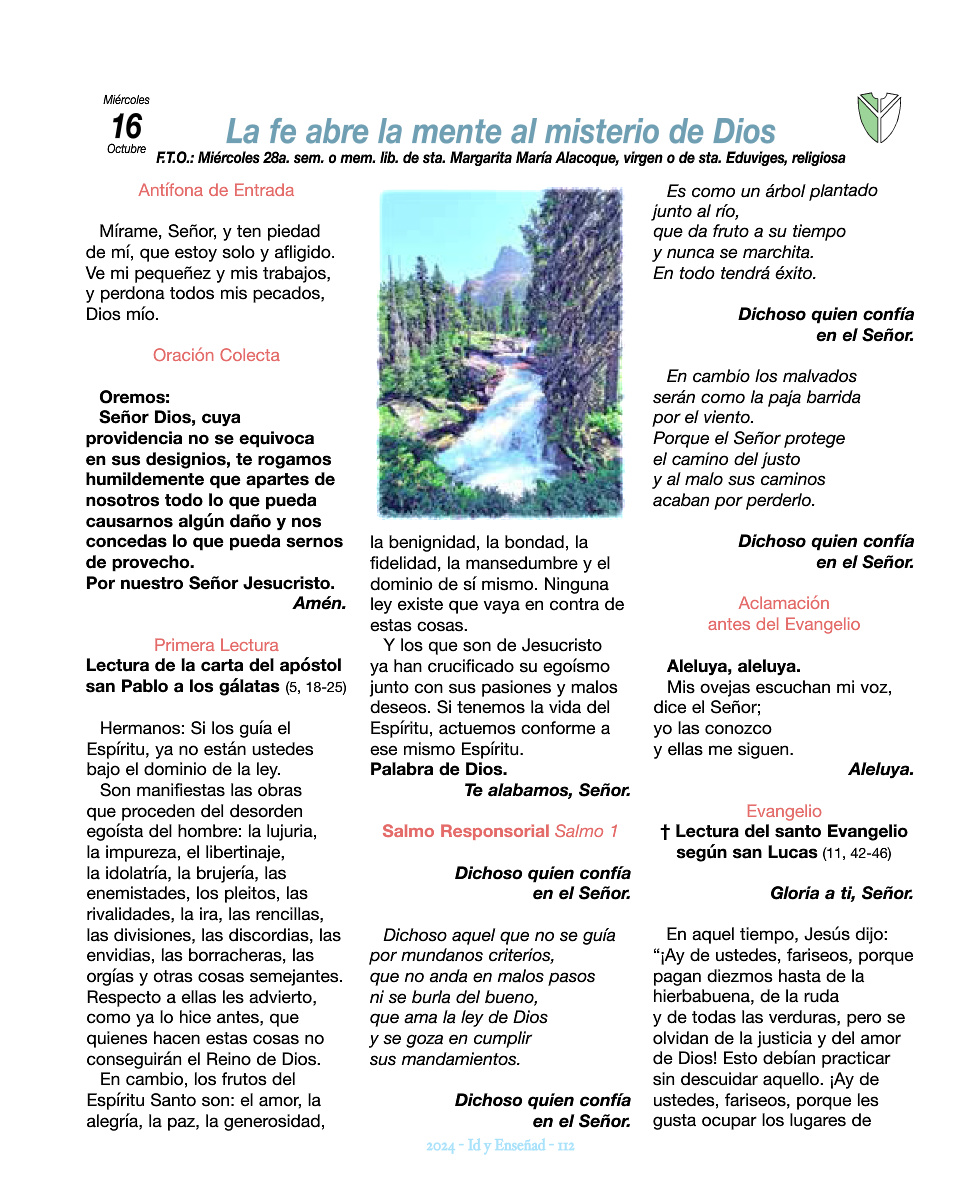 Miércoles
16
Octubre
La fe abre la mente al misterio de Dios
F.T.O.: Miércoles 28a. sem. o mem. lib. de sta. Margarita María Alacoque, virgen o de sta. Eduviges, religiosa
Antífona de Entrada
Mírame, Señor, y ten piedad
de mí, que estoy solo y afligido.
Ve mi pequeñez y mis trabajos,
y perdona todos mis pecados,
Dios mío.
Oración Colecta
Oremos:
Señor Dios, cuya
providencia no se equivoca
en sus designios, te rogamos
humildemente que apartes de
nosotros todo lo que pueda
causarnos algún daño y nos
concedas lo que pueda sernos
de provecho.
Por nuestro Señor Jesucristo.
Amén.
Primera Lectura
Lectura de la carta del apóstol
san Pablo a los gálatas (5, 18-25)
Hermanos: Si los guía el
Espíritu, ya no están ustedes
bajo el dominio de la ley.
Son manifiestas las obras
que proceden del desorden
egoísta del hombre: la lujuria,
la impureza, el libertinaje,
la idolatría, la brujería, las
enemistades, los pleitos, las
rivalidades, la ira, las rencillas,
las divisiones, las discordias, las
envidias, las borracheras, las
orgías y otras cosas semejantes.
Respecto a ellas les advierto,
como ya lo hice antes, que
quienes hacen estas cosas no
conseguirán el Reino de Dios.
En cambio, los frutos del
Espíritu Santo son: el amor, la
alegría, la paz, la generosidad,
la benignidad, la bondad, la
fidelidad, la mansedumbre y el
dominio de sí mismo. Ninguna
ley existe que vaya en contra de
estas cosas.
Y los que son de Jesucristo
ya han crucificado su egoísmo
junto con sus pasiones y malos
deseos. Si tenemos la vida del
Espíritu, actuemos conforme a
ese mismo Espíritu.
Palabra de Dios.
Te alabamos, Señor.
Salmo Responsorial Salmo 1
Dichoso quien confía
en el Señor.
Dichoso aquel que no se guía
por mundanos criterios,
que no anda en malos pasos
ni se burla del bueno,
que ama la ley de Dios
y se goza en cumplir
sus mandamientos.
Dichoso quien confía
en el Señor.
Es como un árbol plantado
junto al río,
que da fruto a su tiempo
y nunca se marchita.
En todo tendrá éxito.
Dichoso quien confía
en el Señor.
En cambio los malvados
serán como la paja barrida
por el viento.
Porque el Señor protege
el camino del justo
y al malo sus caminos
acaban por perderlo.
Dichoso quien confía
en el Señor.
Aclamación
antes del Evangelio
Aleluya, aleluya.
Mis ovejas escuchan mi voz,
dice el Señor;
yo las conozco
y ellas me siguen.
Aleluya.
Evangelio
† Lectura del santo Evangelio
según san Lucas (11, 42-46)
Gloria a ti, Señor.
En aquel tiempo, Jesús dijo:
“¡Ay de ustedes, fariseos, porque
pagan diezmos hasta de la
hierbabuena, de la ruda
y de todas las verduras, pero se
olvidan de la justicia y del amor
de Dios! Esto debían practicar
sin descuidar aquello. ¡Ay de
ustedes, fariseos, porque les
gusta ocupar los lugares de
2024 - Id y Enseñad - 112